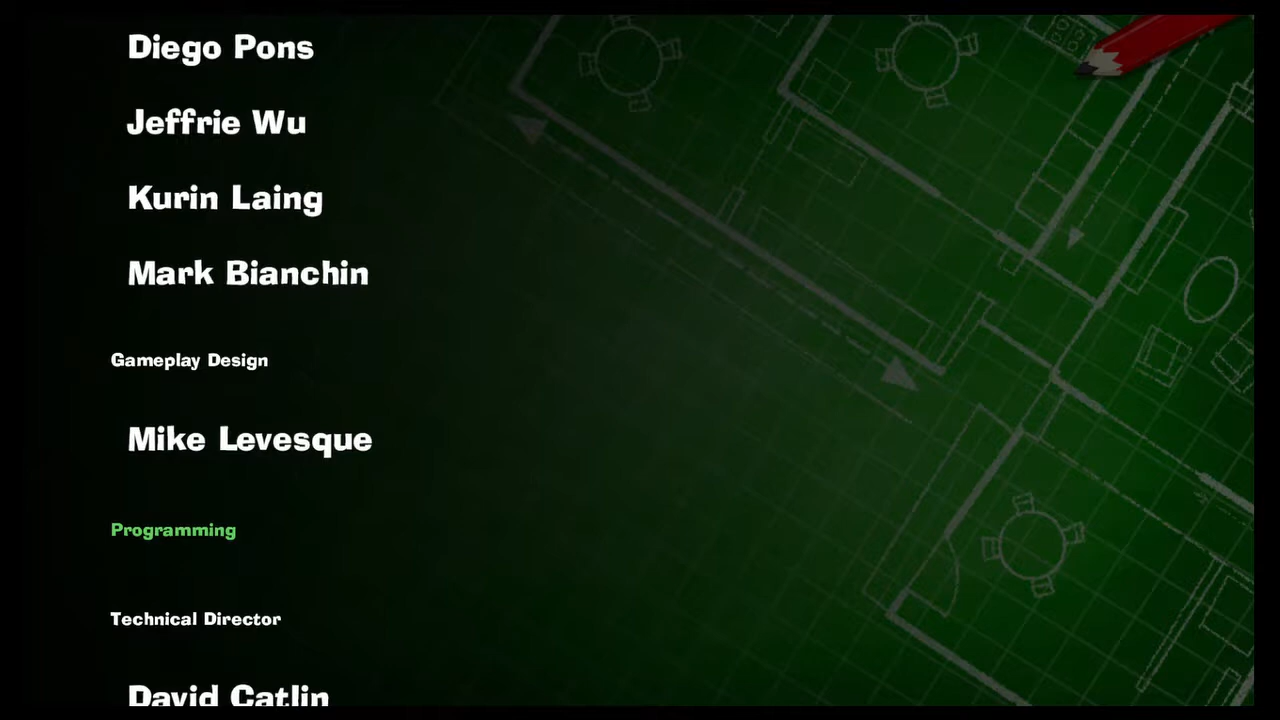 Diego Pons
Jeffrie Wu
Kurin Laing
Mark Bianchin
Gameplay Design
Mike Levesque
Programming
Technical Director
David Catlin